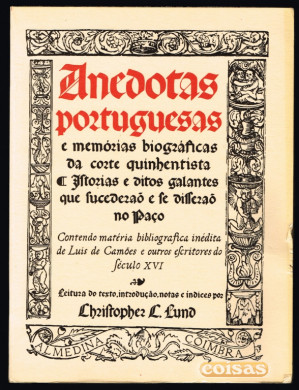 Anedotas
portuguesas
e memórias biográficas
da corte quinhentista
Istorias e ditos galantes
que sucederaõ e se disseraõ
no Paço
Contendo matéria bibliografica inédita
de Luis de Camões e outros escritores do
século XVI
Leitura do texto, introdução, notas e indices por
Christopher C. Lund
ALMEDINA COIMBRA
coisas